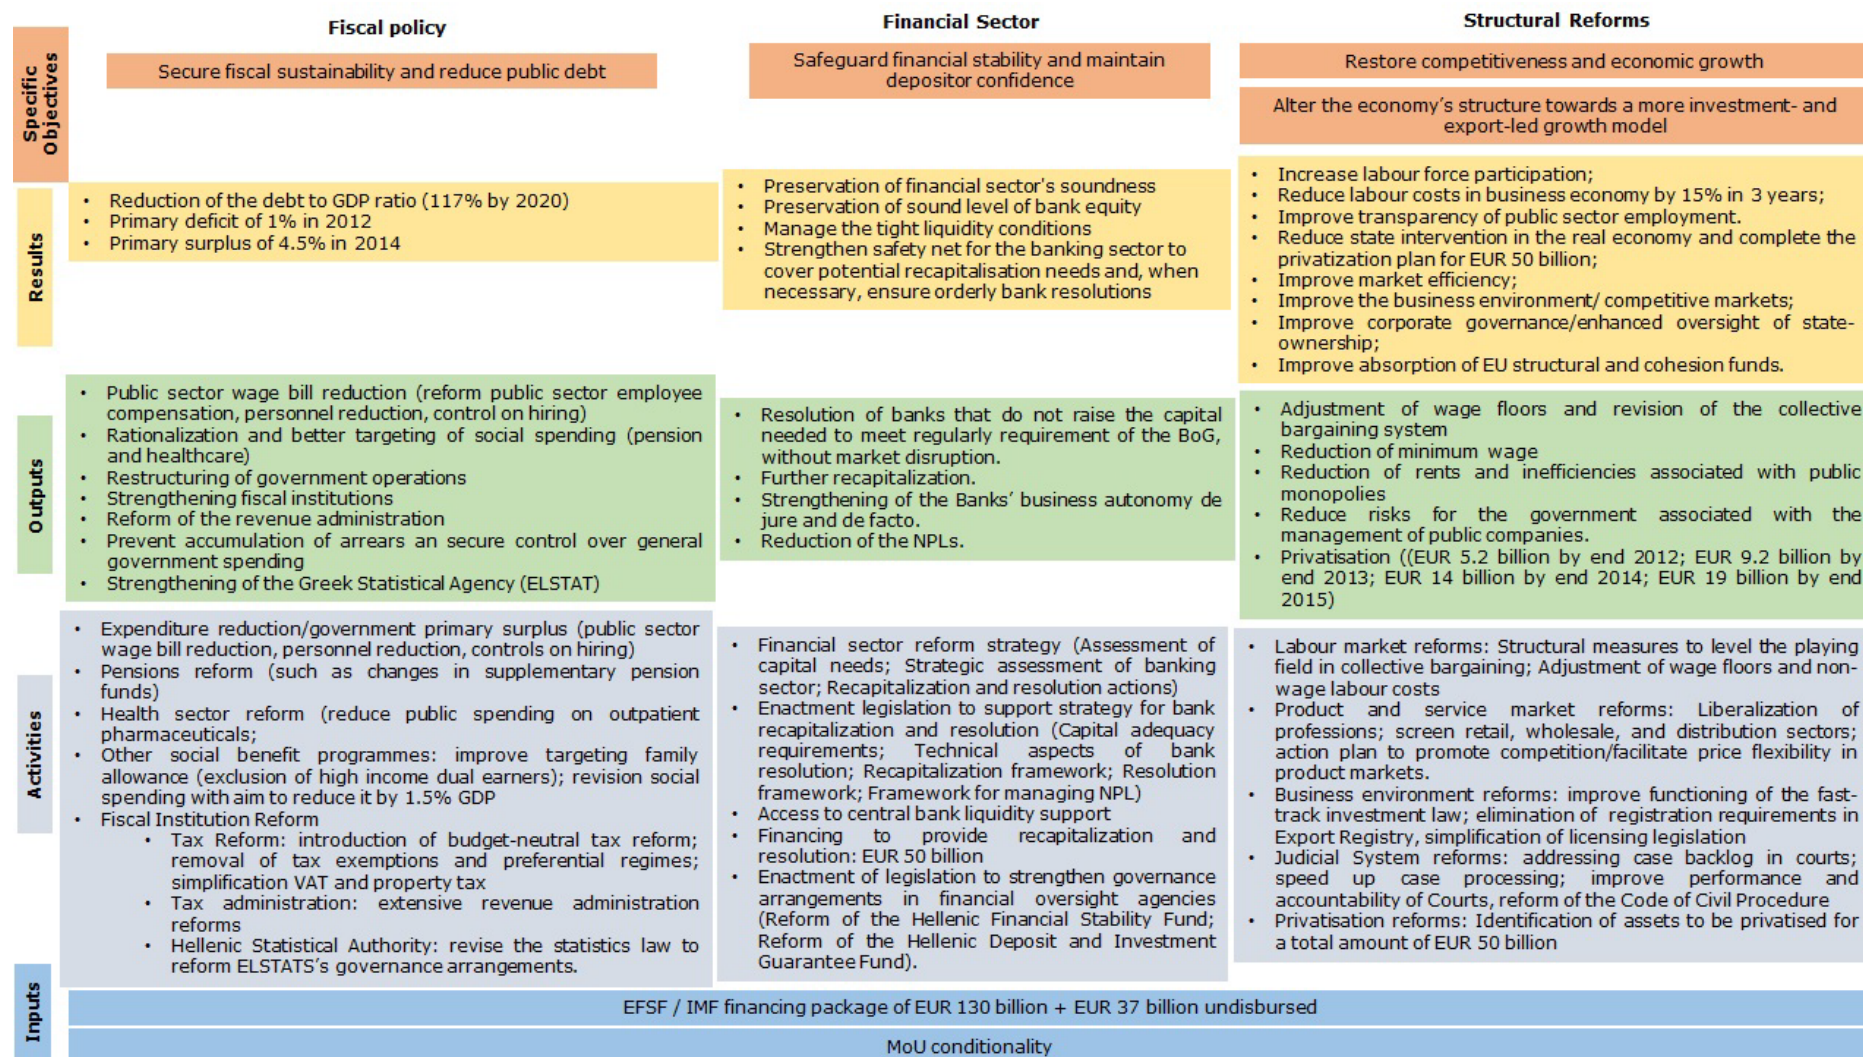 Fiscal policy
Financial Sector
Structural Reforms
Specific
Objectives
Secure fiscal sustainability and reduce public debt
Safeguard financial stability and maintain
depositor confidence
Restore competitiveness and economic growth
Alter the economy's structure towards a more investment- and
export-led growth model
Results
• Reduction of the debt to GDP ratio (117% by 2020)
• Primary deficit of 1% in 2012
• Primary surplus of 4.5% in 2014
• Preservation of financial sector's soundness
• Preservation of sound level of bank equity
• Manage the tight liquidity conditions
• Strengthen safety net for the banking sector to
cover potential recapitalisation needs and, when
necessary, ensure orderly bank resolutions
• Increase labour force participation;
• Reduce labour costs in business economy by 15% in 3 years;
• Improve transparency of public sector employment.
• Reduce state intervention in the real economy and complete the
privatization plan for EUR 50 billion;
• Improve market efficiency;
• Improve the business environment/ competitive markets;
• Improve corporate governance/enhanced oversight of state-
ownership;
• Improve absorption of EU structural and cohesion funds.
Outputs
• Public sector wage bill reduction (reform public sector employee
compensation, personnel reduction, control on hiring)
• Rationalization and better targeting of social spending (pension
and healthcare)
• Restructuring of government operations
• Strengthening fiscal institutions
• Reform of the revenue administration
• Prevent accumulation of arrears an secure control over general
government spending
• Strengthening of the Greek Statistical Agency (ELSTAT)
• Resolution of banks that do not raise the capital
needed to meet regularly requirement of the BoG,
without market disruption.
• Further recapitalization.
• Strengthening of the Banks' business autonomy de
jure and de facto.
• Reduction of the NPLs.
• Adjustment of wage floors and revision of the collective
bargaining system
• Reduction of minimum wage
• Reduction of rents and inefficiencies associated with public
monopolies
• Reduce risks for the government associated with the
management of public companies.
• Privatisation ((EUR 5.2 billion by end 2012; EUR 9.2 billion by
end 2013; EUR 14 billion by end 2014; EUR 19 billion by end
2015)
Activities
• Expenditure reduction/government primary surplus (public sector
wage bill reduction, personnel reduction, controls on hiring)
• Pensions reform (such as changes in supplementary pension
funds)
• Health sector reform (reduce public spending on outpatient
pharmaceuticals;
• Other social benefit programmes: improve targeting family
allowance (exclusion of high income dual earners); revision social
spending with aim to reduce it by 1.5% GDP
• Fiscal Institution Reform
• Tax Reform: introduction of budget-neutral tax reform;
removal of tax exemptions and preferential regimes;
simplification VAT and property tax
• Tax administration: extensive revenue administration
reforms
• Hellenic Statistical Authority: revise the statistics law to
reform ELSTATS's governance arrangements.
• Financial sector reform strategy (Assessment of
capital needs; Strategic assessment of banking
sector; Recapitalization and resolution actions)
• Enactment legislation to support strategy for bank
recapitalization and resolution (Capital adequacy
requirements; Technical aspects of bank
resolution; Recapitalization framework; Resolution
framework; Framework for managing NPL)
• Access to central bank liquidity support
• Financing to provide recapitalization and
resolution: EUR 50 billion
• Enactment of legislation to strengthen governance
arrangements in financial oversight agencies
(Reform of the Hellenic Financial Stability Fund;
Reform of the Hellenic Deposit and Investment
Guarantee Fund).
• Labour market reforms: Structural measures to level the playing
field in collective bargaining; Adjustment of wage floors and non-
wage labour costs
• Product and service market reforms: Liberalization of
professions; screen retail, wholesale, and distribution sectors;
action plan to promote competition/facilitate price flexibility in
product markets.
• Business environment reforms: improve functioning of the fast-
track investment law; elimination of registration requirements in
Export Registry, simplification of licensing legislation
• Judicial System reforms: addressing case backlog in courts;
speed up case processing; improve performance and
accountability of Courts, reform of the Code of Civil Procedure
• Privatisation reforms: Identification of assets to be privatised for
a total amount of EUR 50 billion
Inputs
EFSF / IMF financing package of EUR 130 billion + EUR 37 billion undisbursed
MoU conditionality